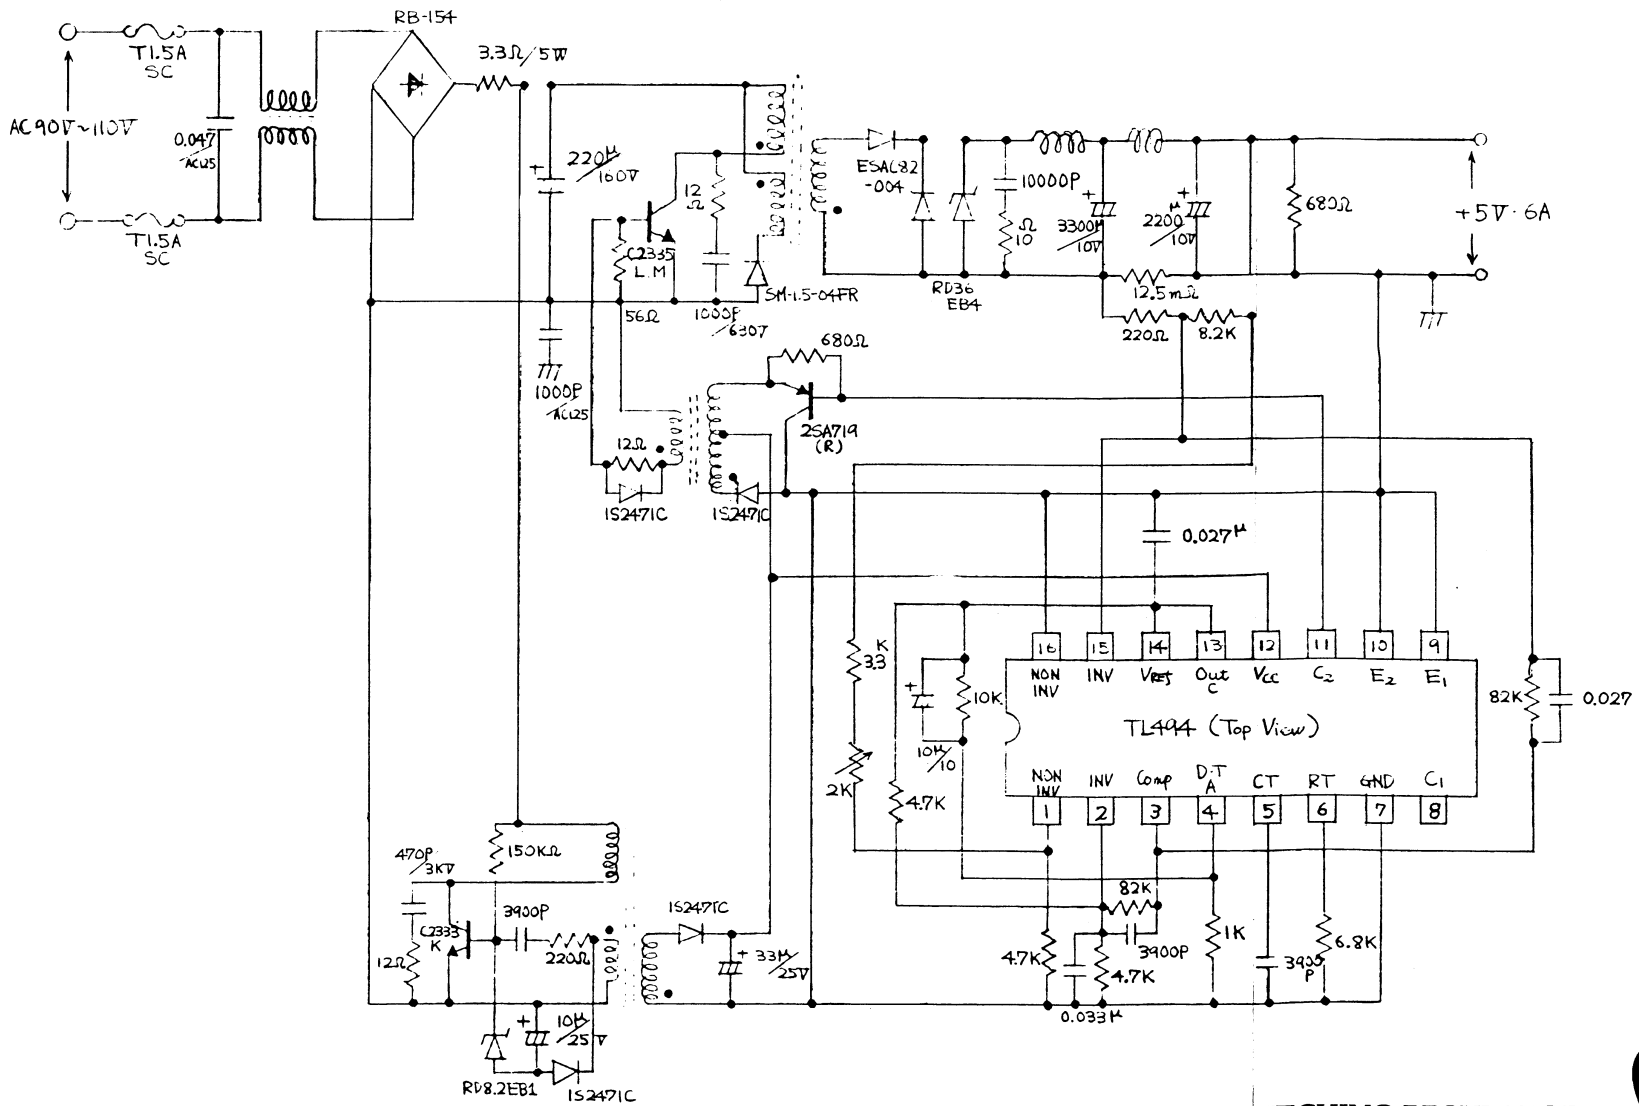 RB-154
T1.5A
SC
3.3Ω/5W
AC90V~110V
0.047
/AC125
T1.5A
SC
+
220μ
/160V
12
Ω
C2335
L.M
56Ω
1000P
/630V
SM-1.5-04FR
1000P
/AC125
ESAC82
-004
RD36
EB4
10000P
Ω
10
+
3300μ
/10V
+
2200μ
/10V
680Ω
+5V·6A
12.5mΩ
220Ω
8.2K
680Ω
2SA719
(R)
12Ω
1S2471C
1S2471C
0.027μ
3.3K
2K
+
10μ
/10
10K
4.7K
16
15
14
13
12
11
10
9
NON
INV
INV
VREF
Out
C
VCC
C2
E2
E1
TL494 (Top View)
NON
INV
INV
Comp
D·T
A
CT
RT
GND
C1
1
2
3
4
5
6
7
8
82K
0.027
82K
3900P
4.7K
4.7K
0.033μ
1K
3900
P
6.8K
150KΩ
470P
/3KV
C2333
K
12Ω
3900P
220Ω
1S2471C
+
33μ
/25V
+
10μ
/25V
RD8.2EB1
1S2471C